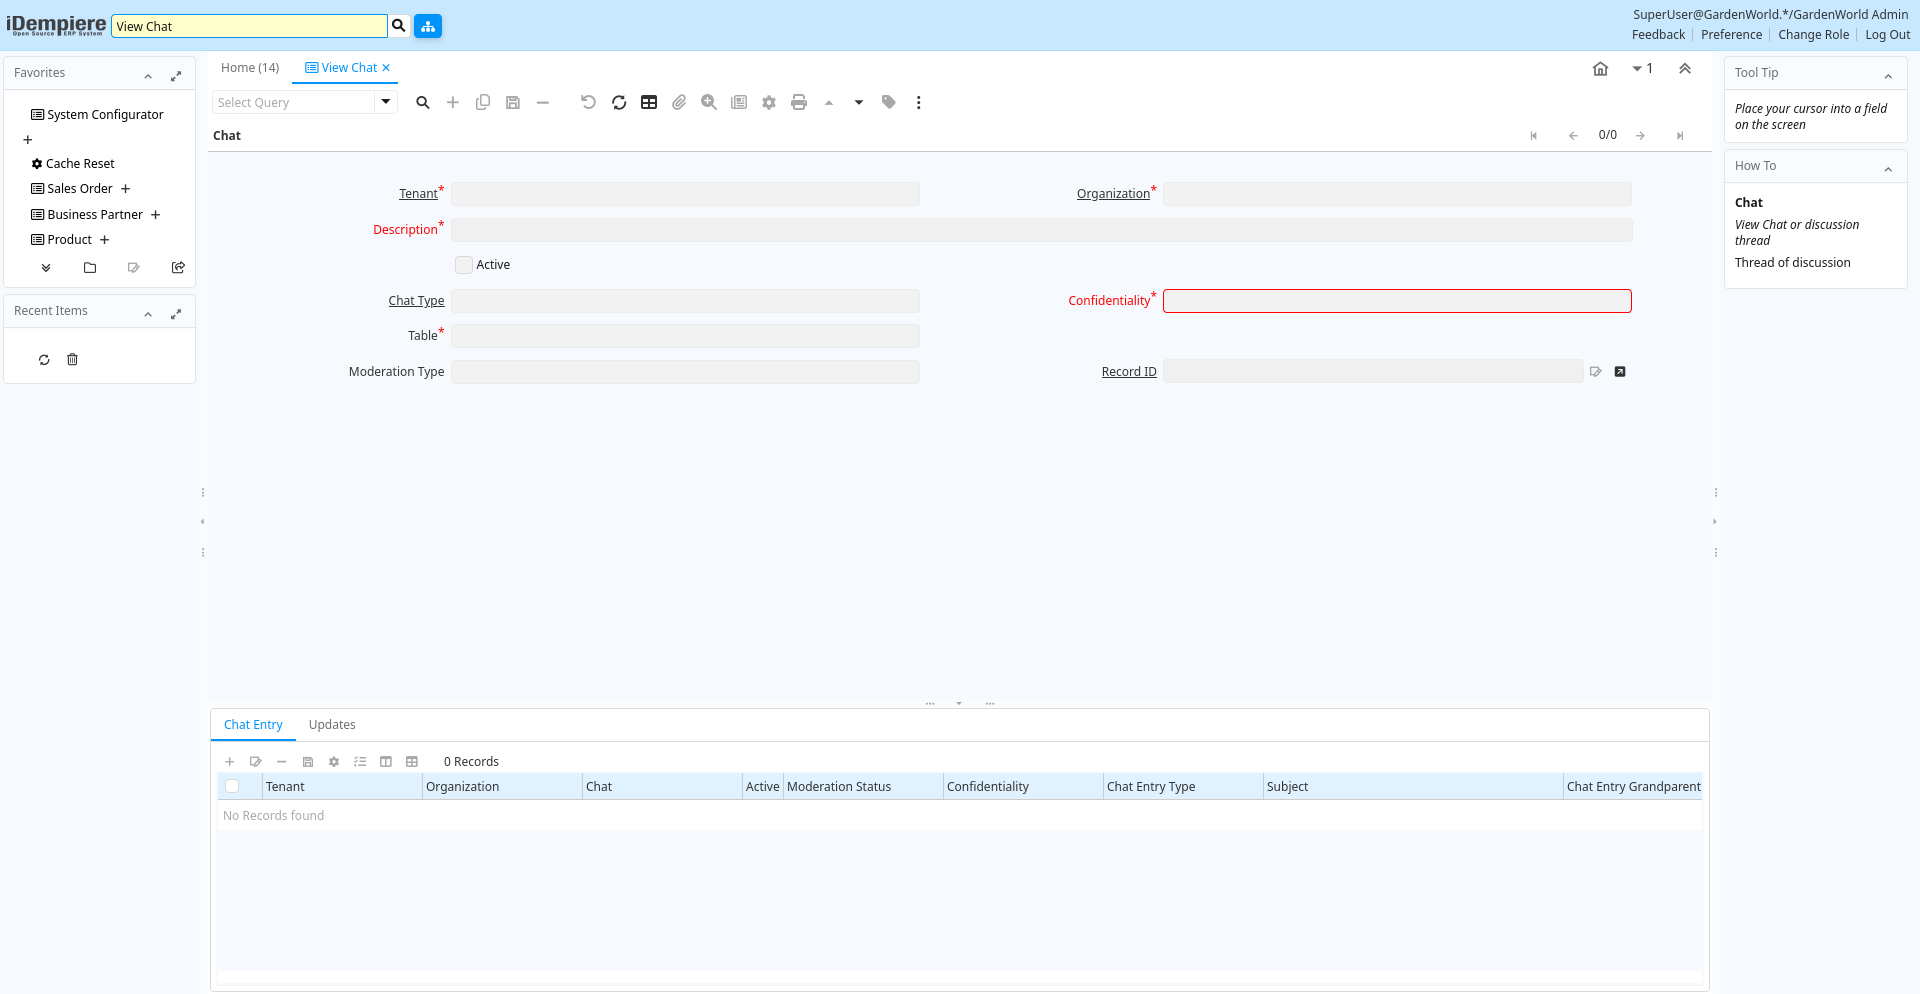 iDempiere
Open Source ERP System
View Chat
SuperUser@GardenWorld.*/GardenWorld Admin
Feedback
Preference
Change Role
Log Out
Favorites
System Configurator
Cache Reset
Sales Order
Business Partner
Product
Recent Items
Home (14)
View Chat
1
Select Query
Chat
0/0
Tenant*
Organization*
Description*
Active
Chat Type
Confidentiality*
Table*
Moderation Type
Record ID
Chat Entry
Updates
0 Records
Tenant
Organization
Chat
Active
Moderation Status
Confidentiality
Chat Entry Type
Subject
Chat Entry Grandparent
No Records found
Tool Tip
Place your cursor into a field
on the screen
How To
Chat
View Chat or discussion
thread
Thread of discussion